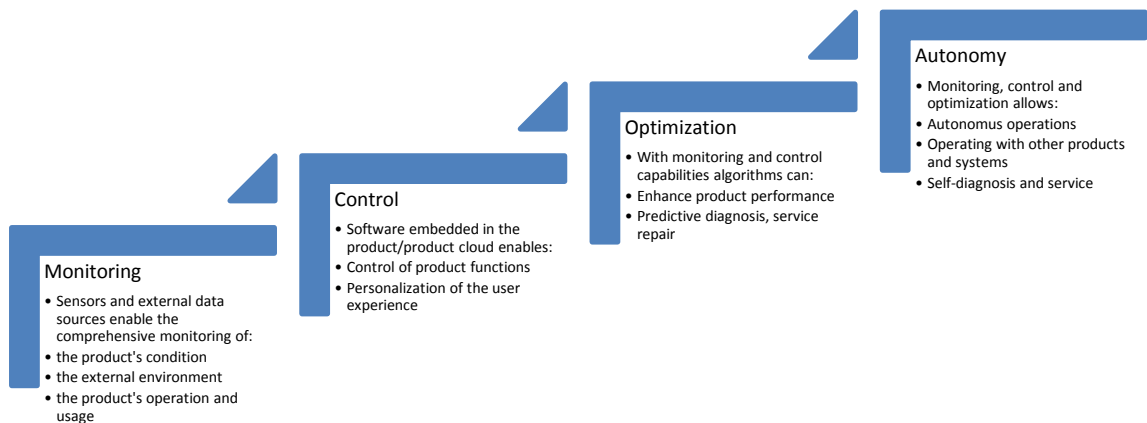 Monitoring
• Sensors and external data
sources enable the
comprehensive monitoring of:
• the product's condition
• the external environment
• the product's operation and
usage
Control
• Software embedded in the
product/product cloud enables:
• Control of product functions
• Personalization of the user
experience
Optimization
• With monitoring and control
capabilities algorithms can:
• Enhance product performance
• Predictive diagnosis, service
repair
Autonomy
• Monitoring, control and
optimization allows:
• Autonomus operations
• Operating with other products
and systems
• Self-diagnosis and service